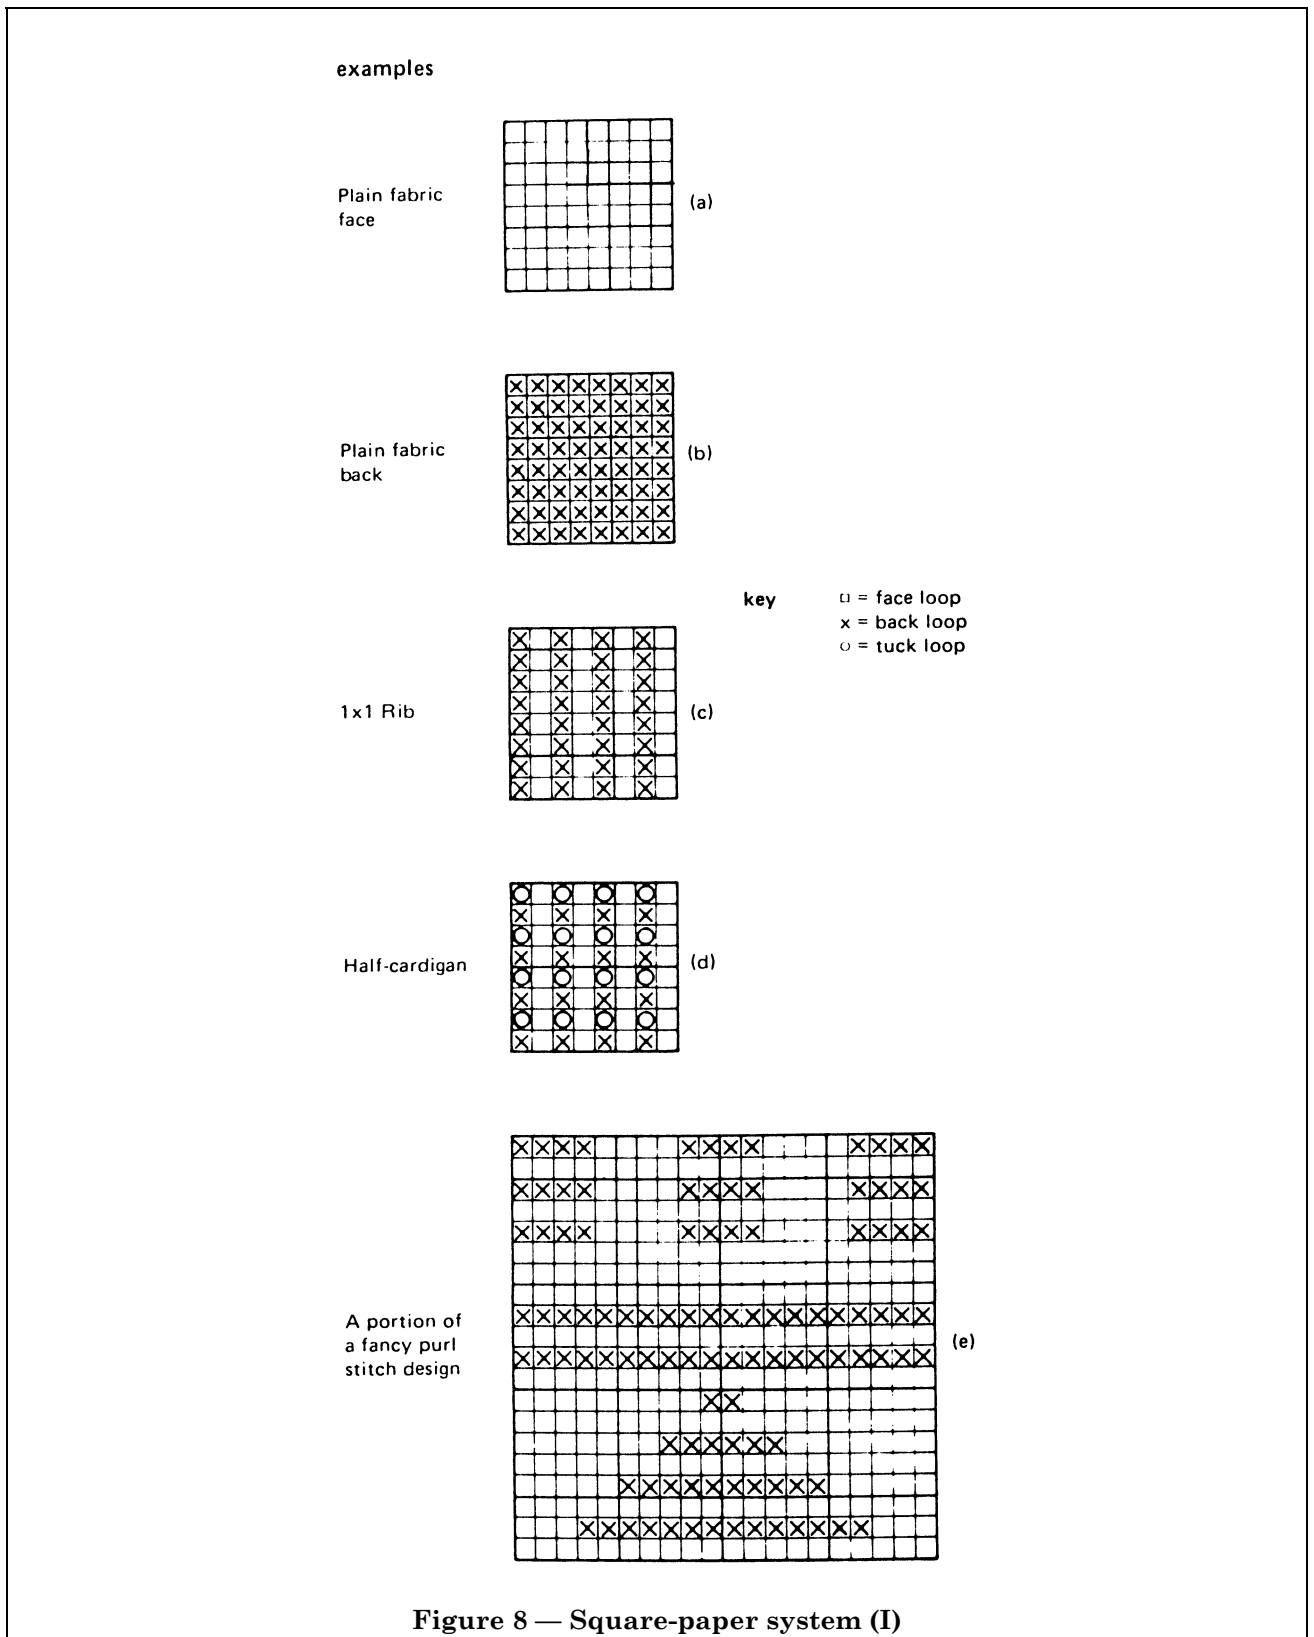 examples
Plain fabric
face
(a)
Plain fabric
back
(b)
key
□ = face loop
x = back loop
o = tuck loop
1x1 Rib
(c)
Half-cardigan
(d)
A portion of
a fancy purl
stitch design
(e)
Figure 8 — Square-paper system (I)